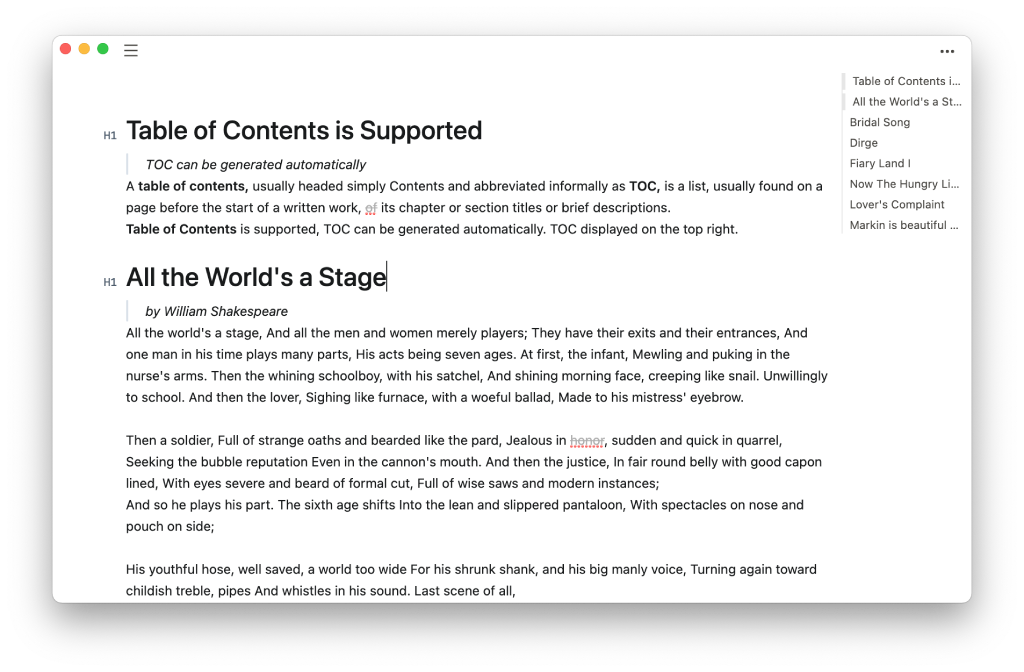 Table of Contents i...
All the World's a St...
Bridal Song
Dirge
Fiary Land I
Now The Hungry Li...
Lover's Complaint
Markin is beautiful ...
H1 Table of Contents is Supported
TOC can be generated automatically
A table of contents, usually headed simply Contents and abbreviated informally as TOC, is a list, usually found on a
page before the start of a written work, of its chapter or section titles or brief descriptions.
Table of Contents is supported, TOC can be generated automatically. TOC displayed on the top right.
H1 All the World's a Stage
by William Shakespeare
All the world's a stage, And all the men and women merely players; They have their exits and their entrances, And
one man in his time plays many parts, His acts being seven ages. At first, the infant, Mewling and puking in the
nurse's arms. Then the whining schoolboy, with his satchel, And shining morning face, creeping like snail. Unwillingly
to school. And then the lover, Sighing like furnace, with a woeful ballad, Made to his mistress' eyebrow.
Then a soldier, Full of strange oaths and bearded like the pard, Jealous in honor, sudden and quick in quarrel,
Seeking the bubble reputation Even in the cannon's mouth. And then the justice, In fair round belly with good capon
lined, With eyes severe and beard of formal cut, Full of wise saws and modern instances;
And so he plays his part. The sixth age shifts Into the lean and slippered pantaloon, With spectacles on nose and
pouch on side;
His youthful hose, well saved, a world too wide For his shrunk shank, and his big manly voice, Turning again toward
childish treble, pipes And whistles in his sound. Last scene of all,